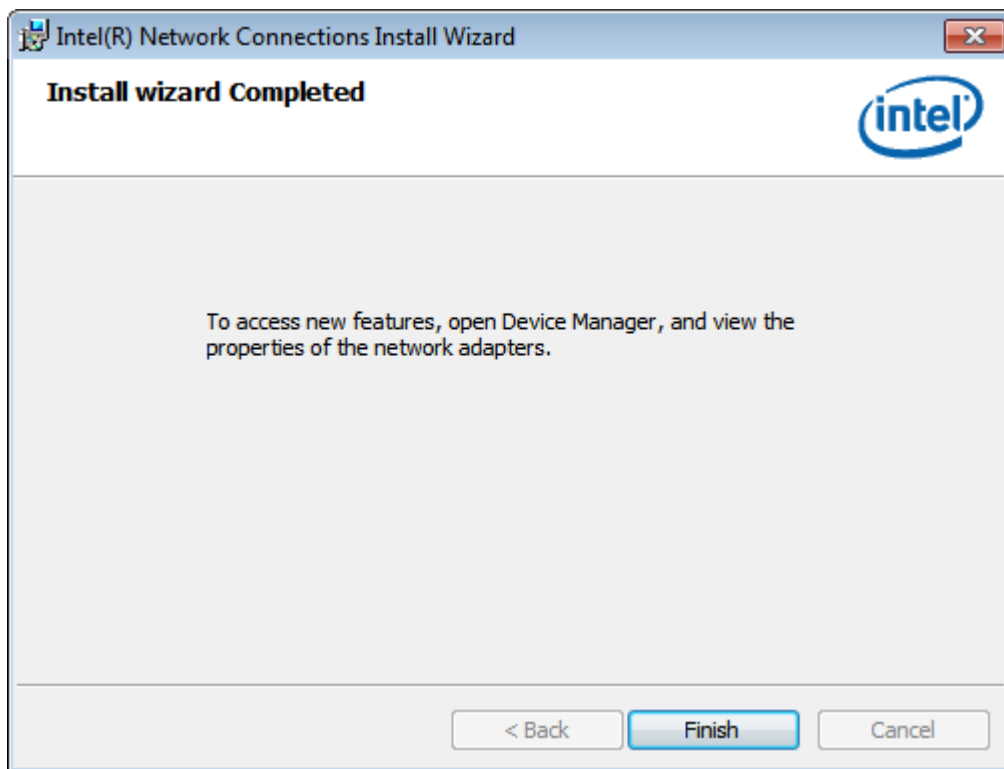 Intel(R) Network Connections Install Wizard
Install wizard Completed
intel
To access new features, open Device Manager, and view the
properties of the network adapters.
< Back
Finish
Cancel